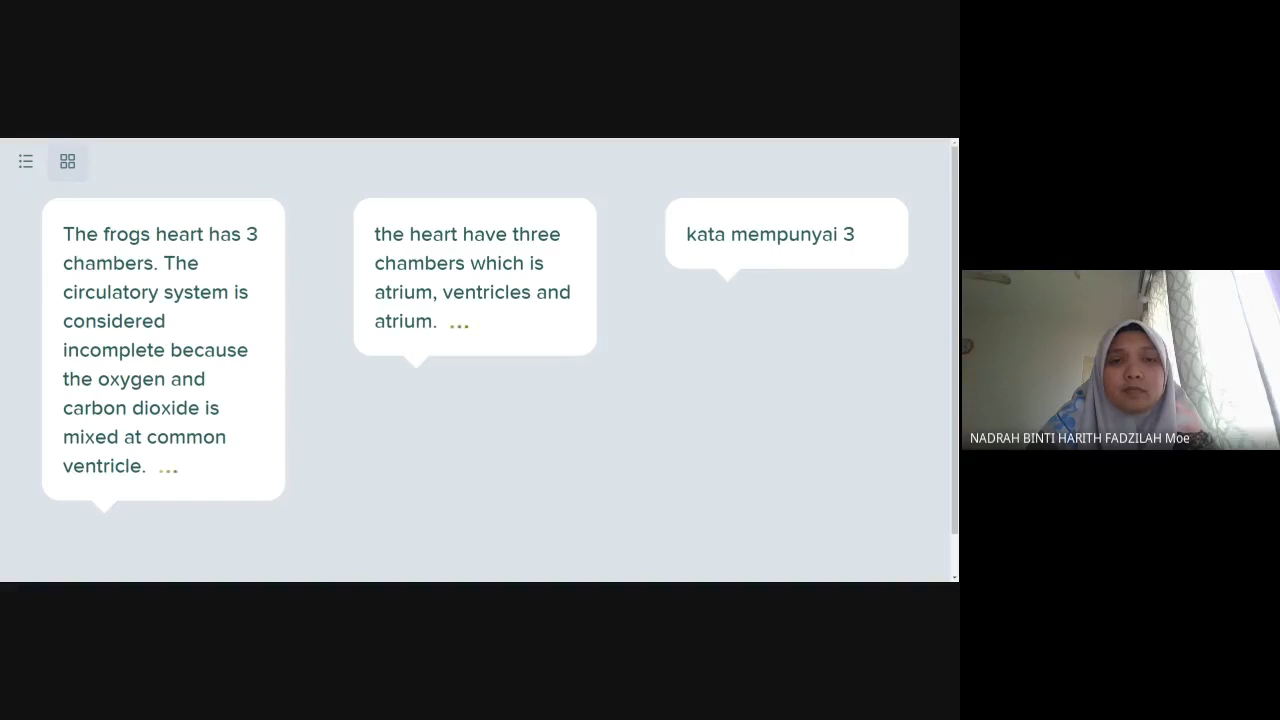 The frogs heart has 3
chambers. The
circulatory system is
considered
incomplete because
the oxygen and
carbon dioxide is
mixed at common
ventricle. ...
the heart have three
chambers which is
atrium, ventricles and
atrium. ...
kata mempunyai 3
NADRAH BINTI HARITH FADZILAH Moe